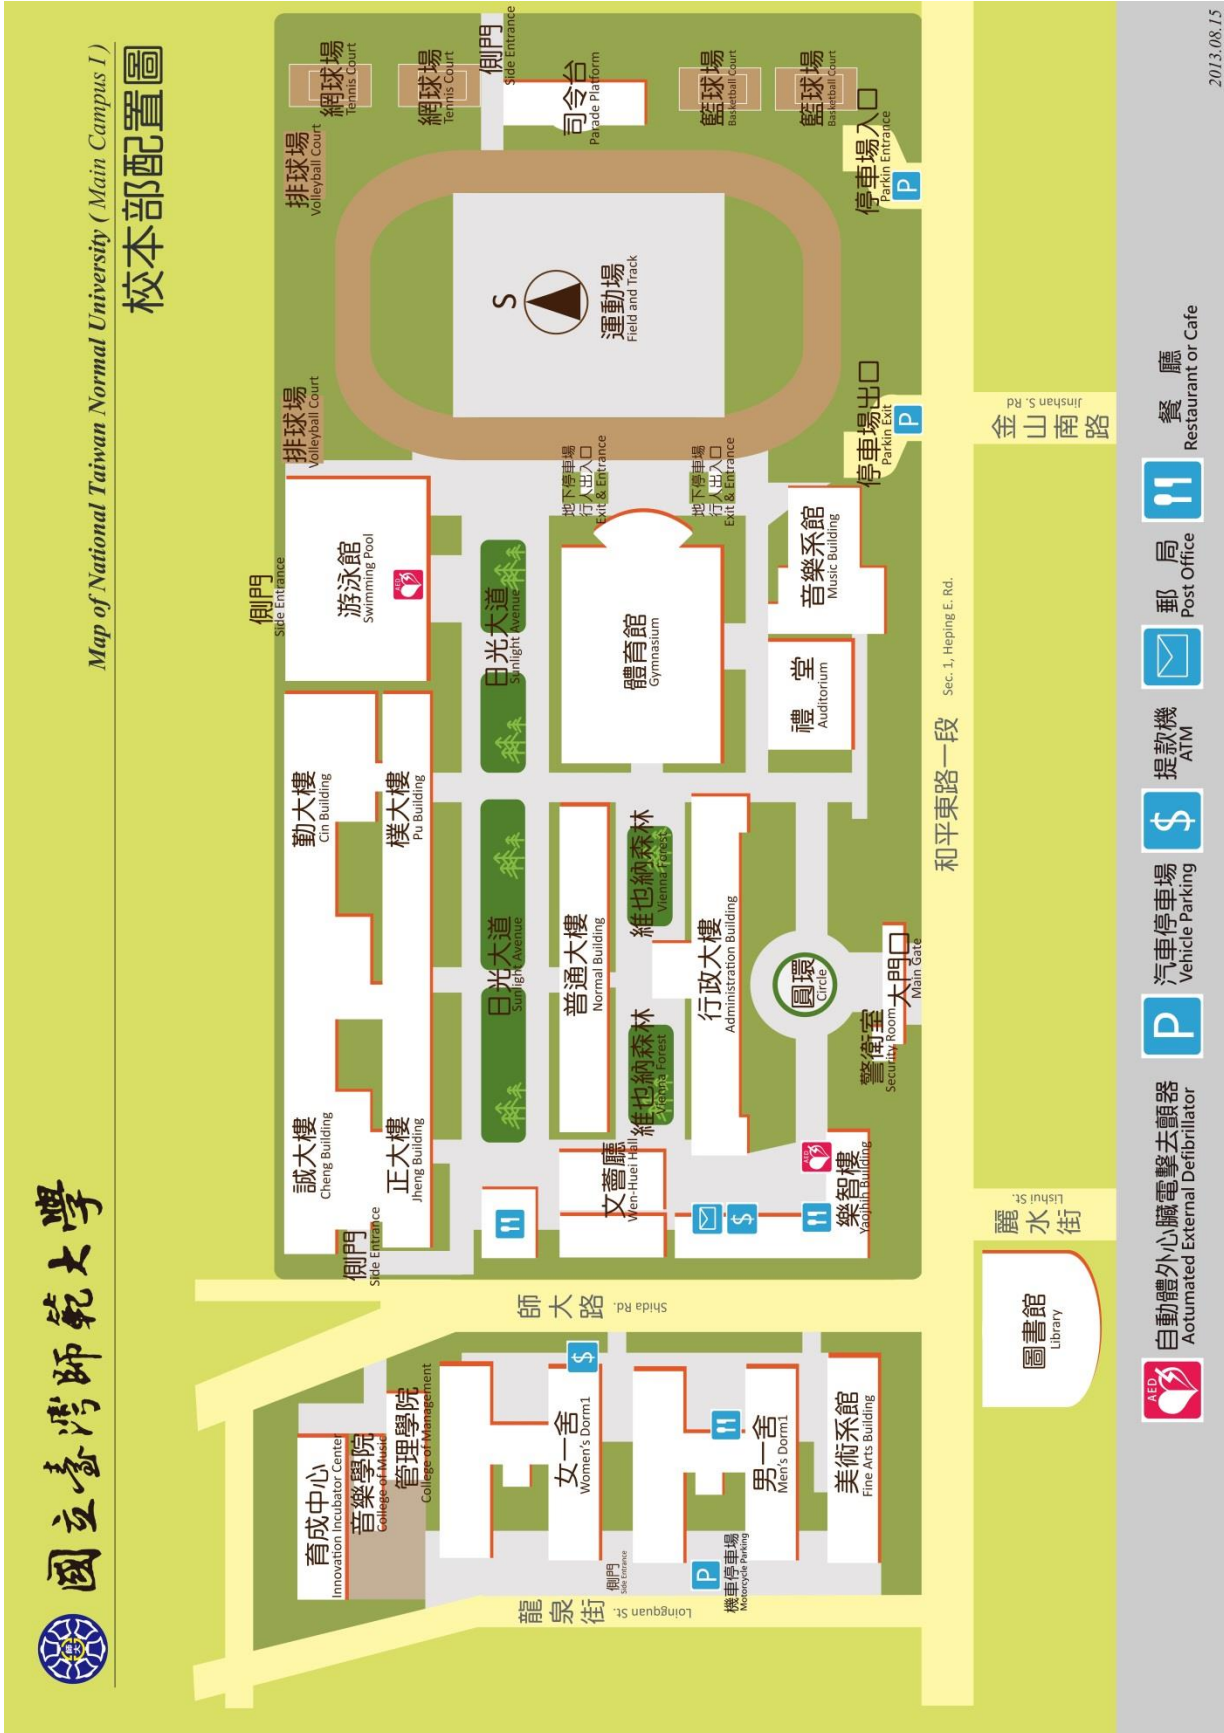 國立臺灣師範大學
Map of National Taiwan Normal University ( Main Campus I )
校本部配置圖
側門
Side Entrance
誠大樓
Cheng Building
正大樓
Jheng Building
勤大樓
Cin Building
樸大樓
Pu Building
側門
Side Entrance
游泳館
Swimming Pool
AED
排球場
Volleyball Court
排球場
Volleyball Court
網球場
Tennis Court
網球場
Tennis Court
側門
Side Entrance
司令台
Parade Platform
籃球場
Basketball Court
籃球場
Basketball Court
停車場入口
Parkin Entrance
P
S
運動場
Field and Track
停車場出口
Parkin Exit
P
地下停車場
行人出入口
Exit & Entrance
地下停車場
行人出入口
Exit & Entrance
日光大道
Sunlight Avenue
日光大道
Sunlight Avenue
體育館
Gymnasium
音樂系館
Music Building
禮堂
Auditorium
普通大樓
Normal Building
維也納森林
Vienna Forest
維也納森林
Vienna Forest
行政大樓
Administration Building
圓環
Circle
大門口
Main Gate
警衛室
Security Room
文薈廳
Wen-Huei Hall
$
AED
樂智樓
Yaojhih Building
師大路
Shida Rd.
育成中心
Innovation Incubator Center
音樂學院
College of Music
管理學院
College of Management
女一舍
Women's Dorm1
$
側門
Side Entrance
男一舍
Men's Dorm1
P
機車停車場
Motorcycle Parking
美術系館
Fine Arts Building
龍泉街
Loingquan St.
和平東路一段
Sec. 1, Heping E. Rd.
金山南路
Jinshan S. Rd
麗水街
Lishui St.
圖書館
Library
AED
自動體外心臟電擊去顫器
Aotumated External Defibrillator
P
汽車停車場
Vehicle Parking
$
提款機
ATM
郵局
Post Office
餐廳
Restaurant or Cafe
2013.08.15